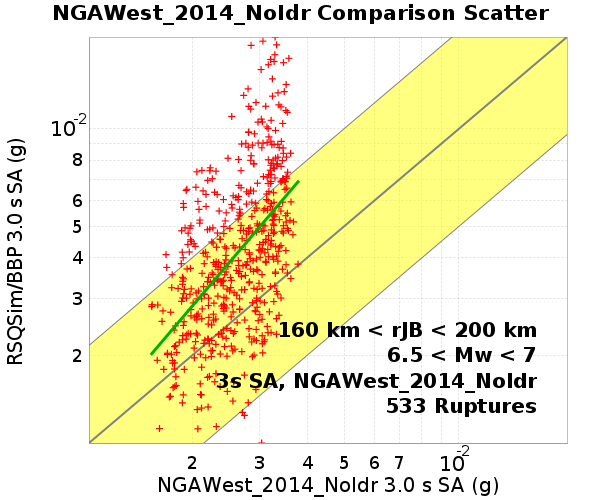 NGAWest_2014_NoIdr Comparison Scatter
RSQSim/BBP 3.0 s SA (g)
10-2
8
6
5
4
3
2
160 km < rJB < 200 km
6.5 < Mw < 7
3s SA, NGAWest_2014_NoIdr
533 Ruptures
2 3 4 5 6 7 10-2
NGAWest_2014_NoIdr 3.0 s SA (g)